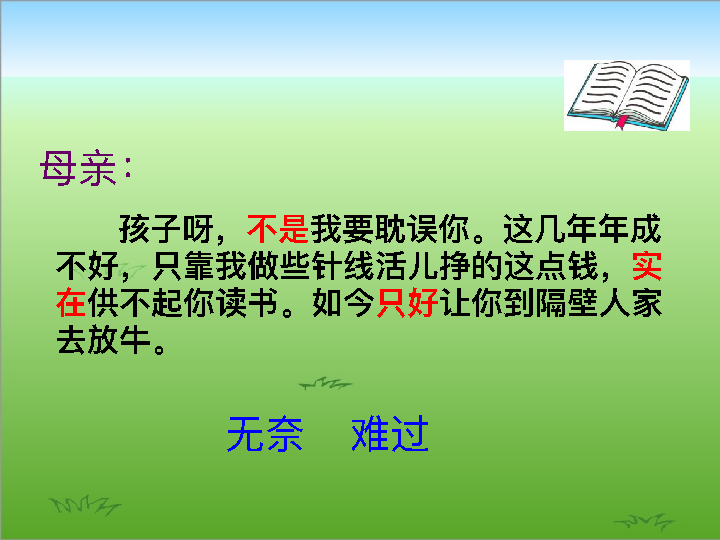 母亲：
孩子呀，不是我要耽误你。这几年年成
不好，只靠我做些针线活儿挣的这点钱，实
在供不起你读书。如今只好让你到隔壁人家
去放牛。
无奈 难过